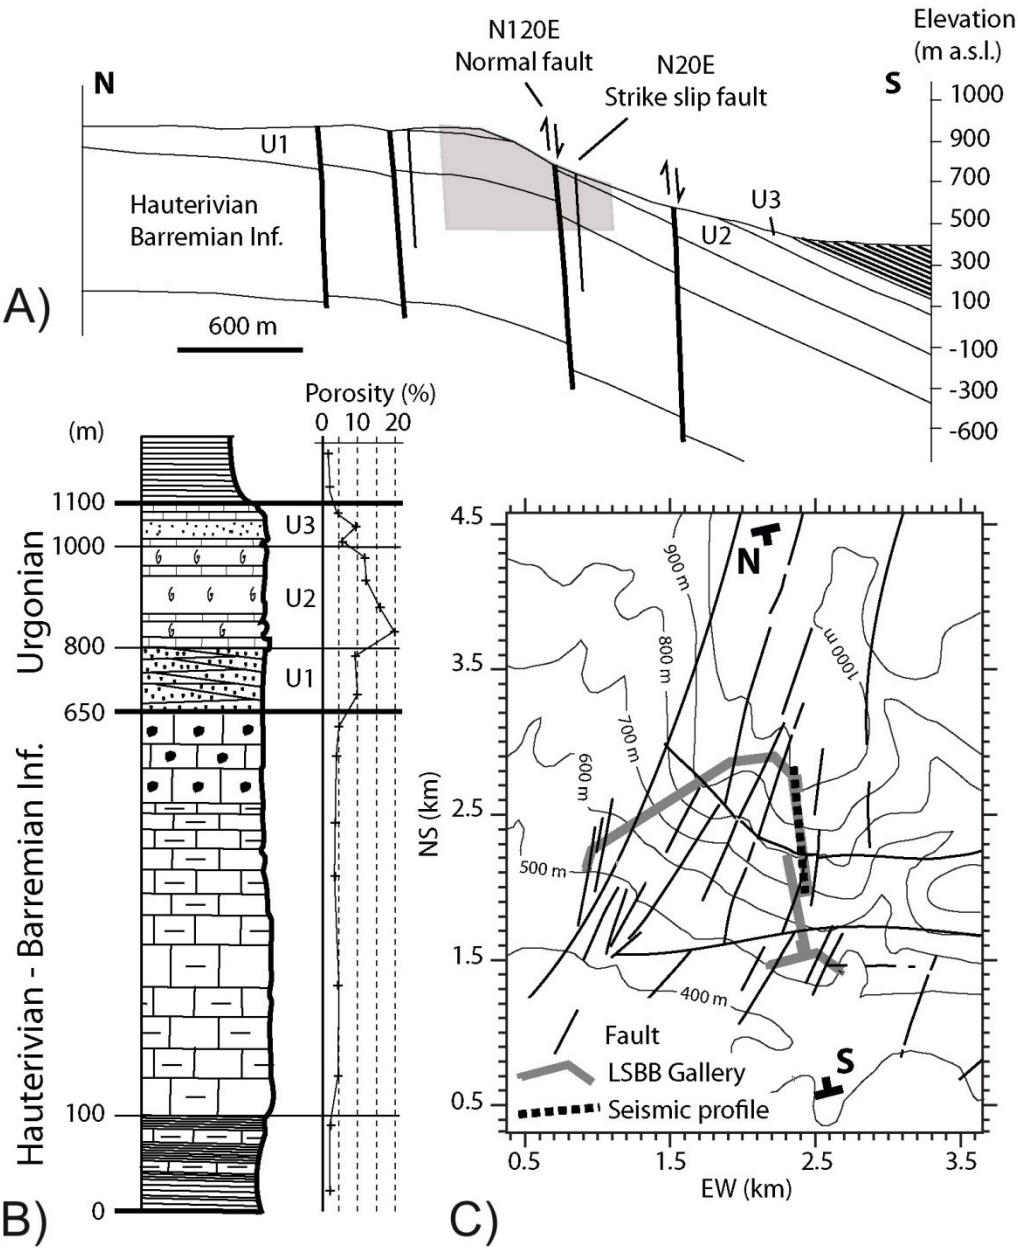 Elevation
(m a.s.l.)
N120E
Normal fault
N20E
Strike slip fault
N
S
1000
900
700
500
300
100
-100
-300
-600
U1
U3
U2
Hauterivian
Barremian Inf.
A)
600 m
Porosity (%)
0 10 20
(m)
1100
1000
800
650
100
0
U3
U2
U1
Urgonian
Hauterivian - Barremian Inf.
B)
4.5
3.5
2.5
1.5
0.5
NS (km)
N
900 m
1000 m
800 m
700 m
600 m
500 m
400 m
S
Fault
LSBB Gallery
Seismic profile
0.5 1.5 2.5 3.5
EW (km)
C)